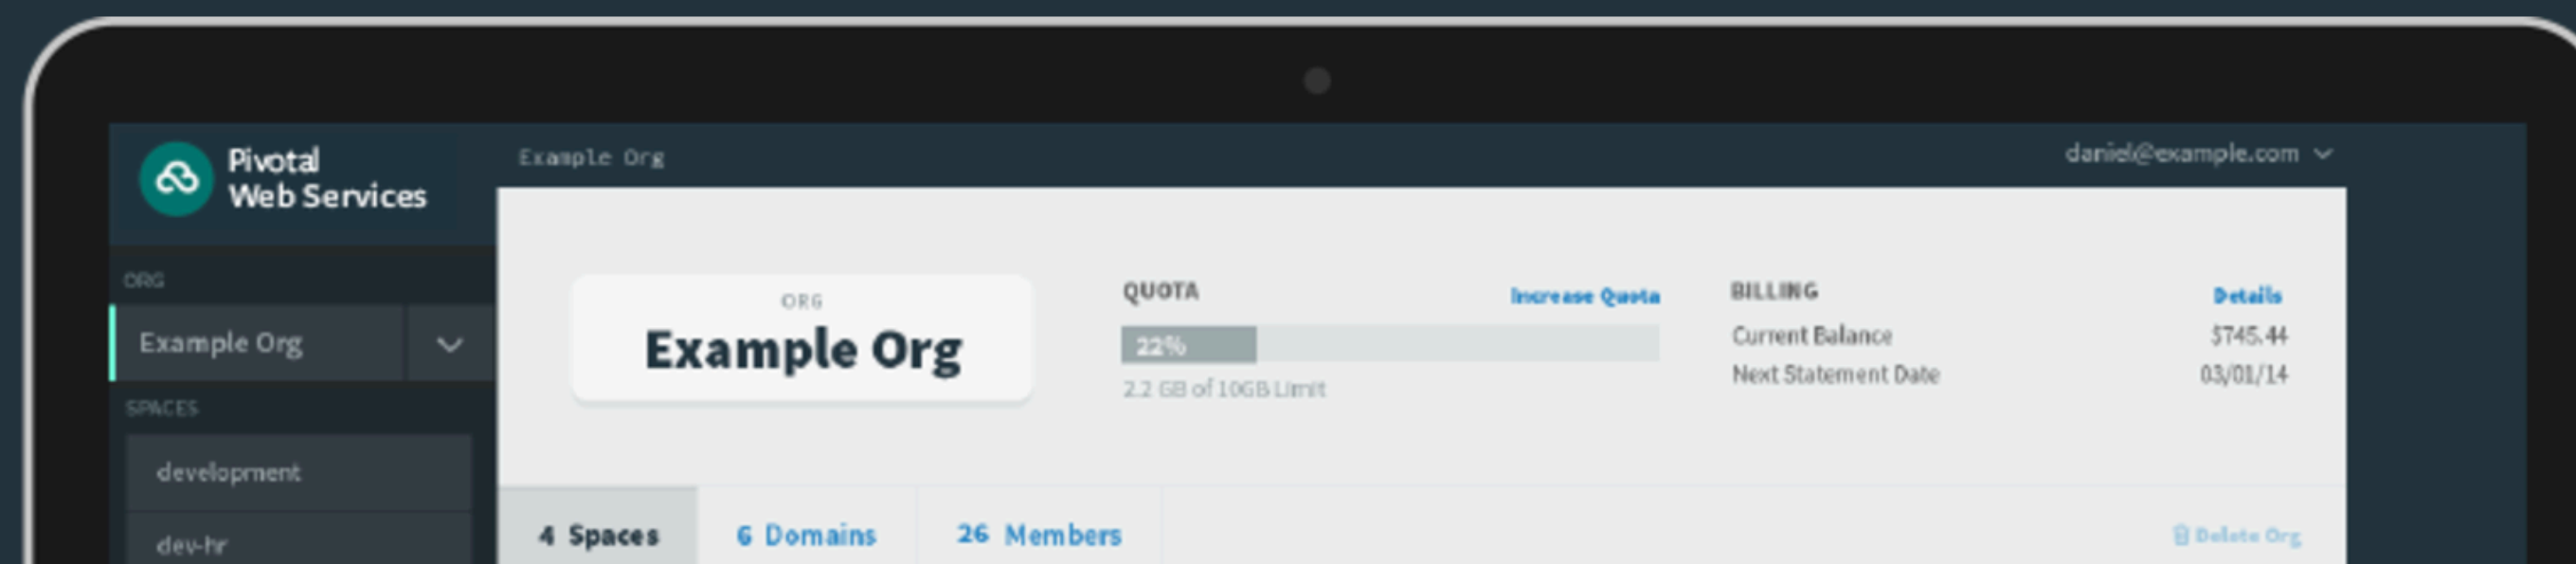 Pivotal
Web Services
Example Org
daniel@example.com
ORG
Example Org
SPACES
development
dev-hr
ORG
Example Org
QUOTA
Increase Quota
22%
2.2 GB of 10GB Limit
BILLING
Details
Current Balance
$745.44
Next Statement Date
03/01/14
4 Spaces
6 Domains
26 Members
Delete Org